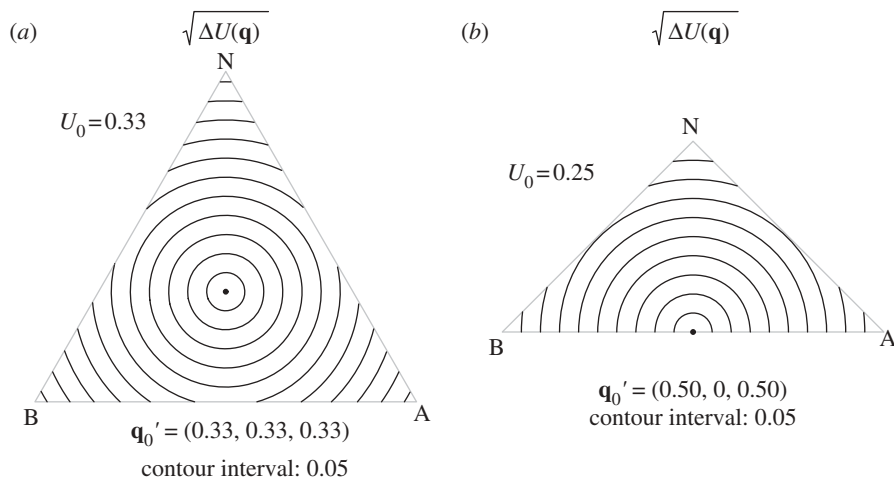 (a)
√ΔU(q)
N
U₀ = 0.33
B
A
q₀′ = (0.33, 0.33, 0.33)
contour interval: 0.05
(b)
√ΔU(q)
N
U₀ = 0.25
B
A
q₀′ = (0.50, 0, 0.50)
contour interval: 0.05